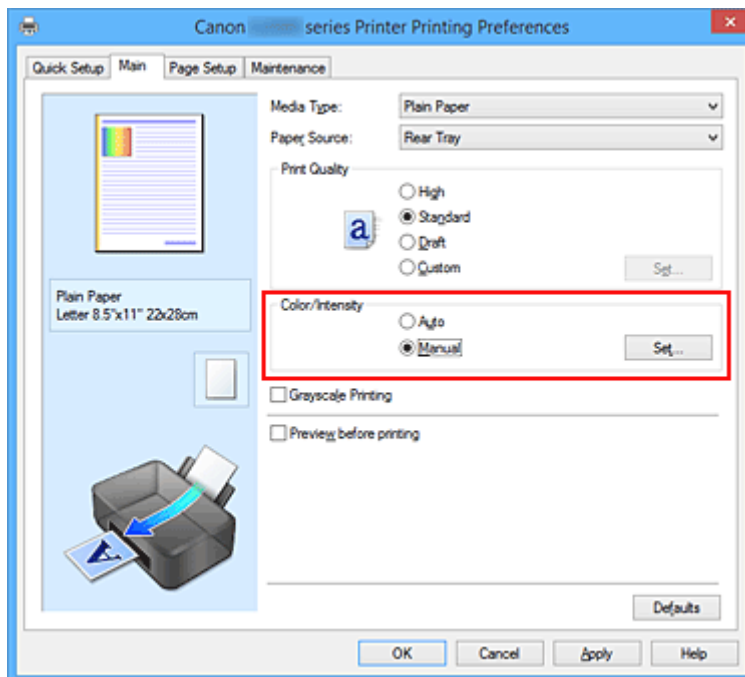 Canon series Printer Printing Preferences
Quick Setup Main Page Setup Maintenance
Media Type: Plain Paper
Paper Source: Rear Tray
Print Quality
High
a Standard
Draft
Custom Set...
Plain Paper
Letter 8.5"x11" 22x28cm
Color/Intensity
Auto
Manual Set...
Grayscale Printing
Preview before printing
A
Defaults
OK Cancel Apply Help